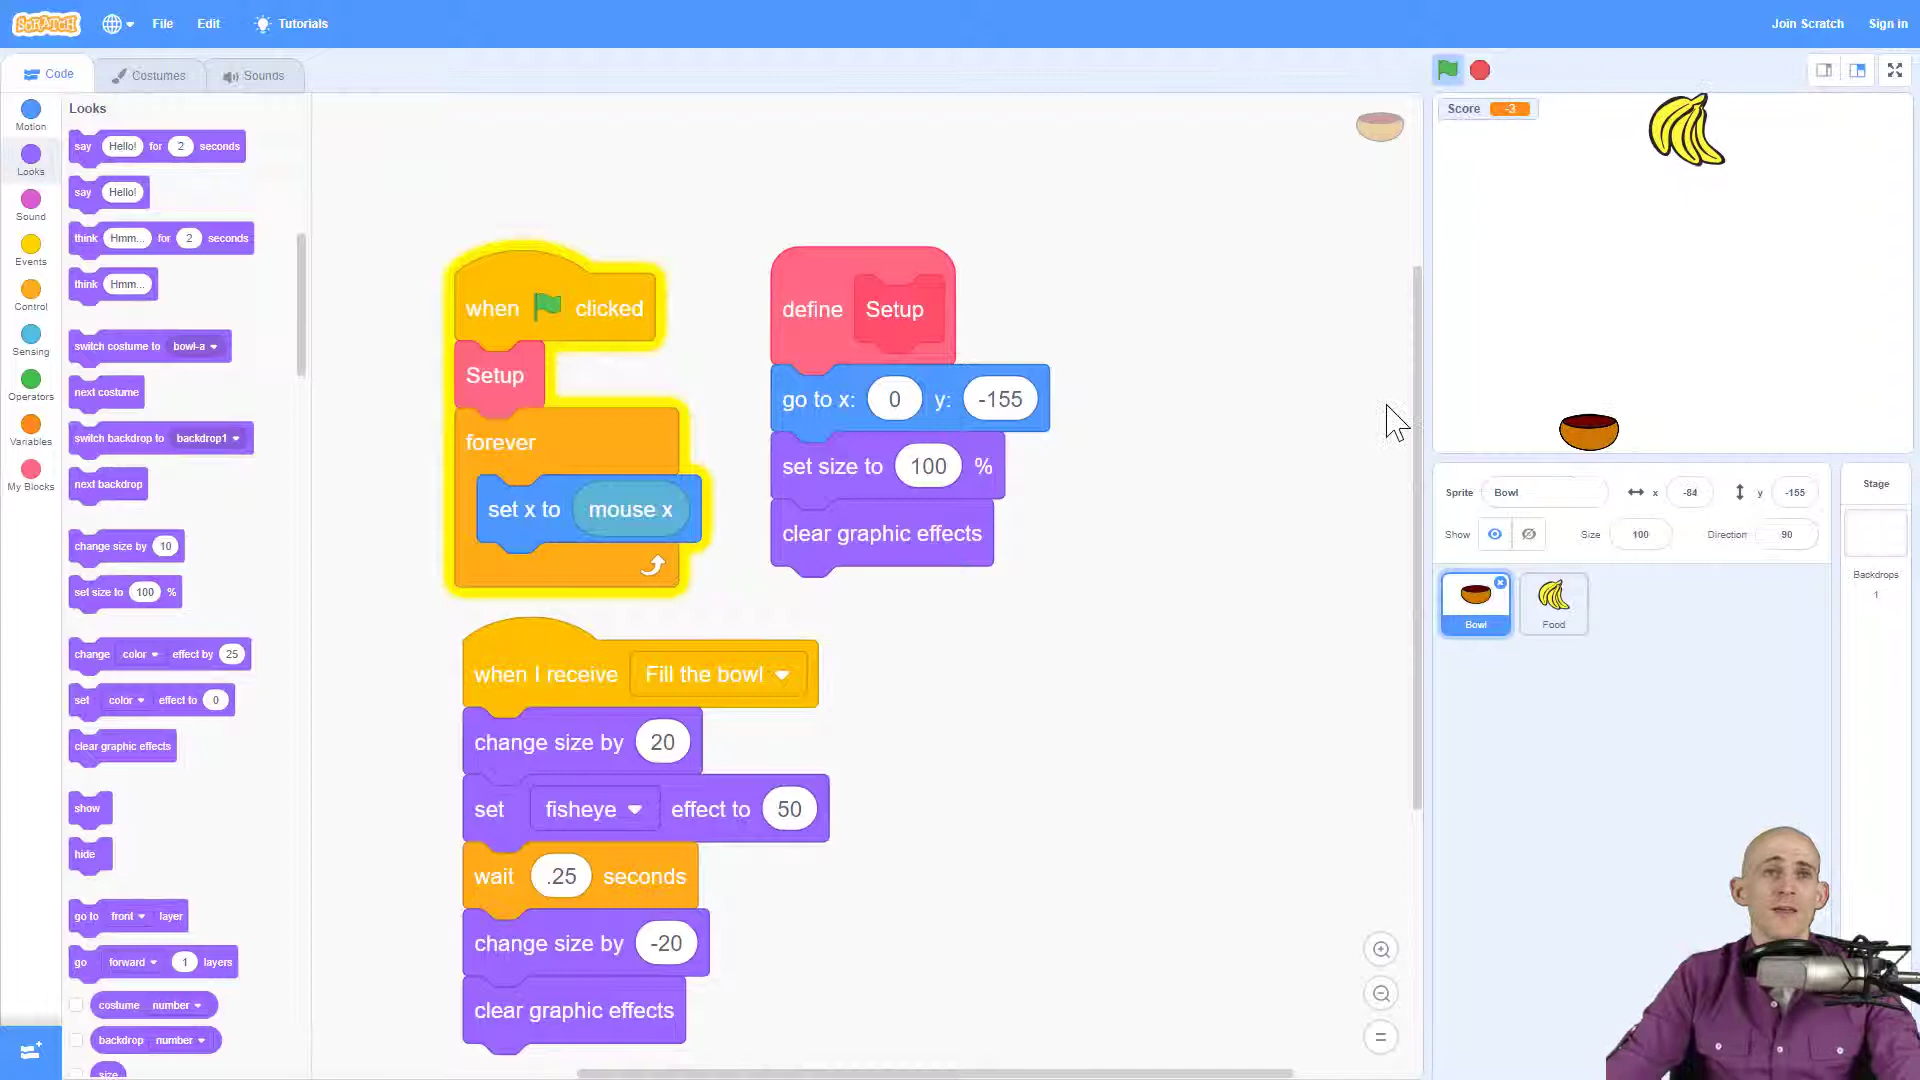 SCRATCH File Edit Tutorials Join Scratch Sign in
Code Costumes Sounds
Motion
Looks
Sound
Events
Control
Sensing
Operators
Variables
My Blocks
Looks
say Hello! for 2 seconds
say Hello!
think Hmm... for 2 seconds
think Hmm...
switch costume to bowl-a
next costume
switch backdrop to backdrop1
next backdrop
change size by 10
set size to 100 %
change color effect by 25
set color effect to 0
clear graphic effects
show
hide
go to front layer
go forward 1 layers
costume number
backdrop number
size
when clicked
Setup
forever
set x to mouse x
define Setup
go to x: 0 y: -155
set size to 100 %
clear graphic effects
when I receive Fill the bowl
change size by 20
set fisheye effect to 50
wait .25 seconds
change size by -20
clear graphic effects
Score -3
Sprite Bowl x -84 y -155
Show Size 100 Direction 90
Bowl
Food
Stage
Backdrops
1